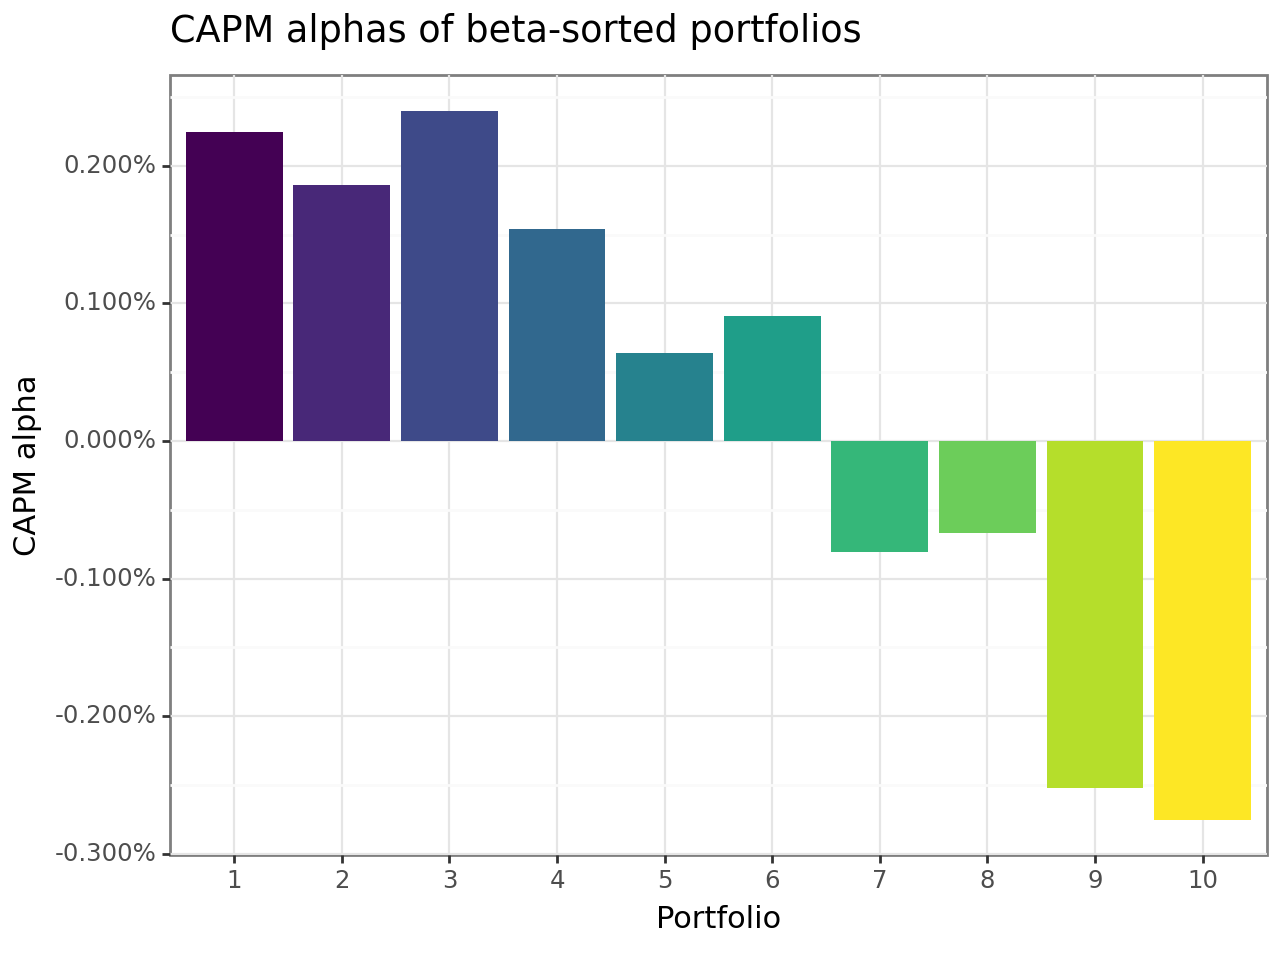 CAPM alphas of beta-sorted portfolios
CAPM alpha
0.200%
0.100%
0.000%
-0.100%
-0.200%
-0.300%
1 2 3 4 5 6 7 8 9 10
Portfolio